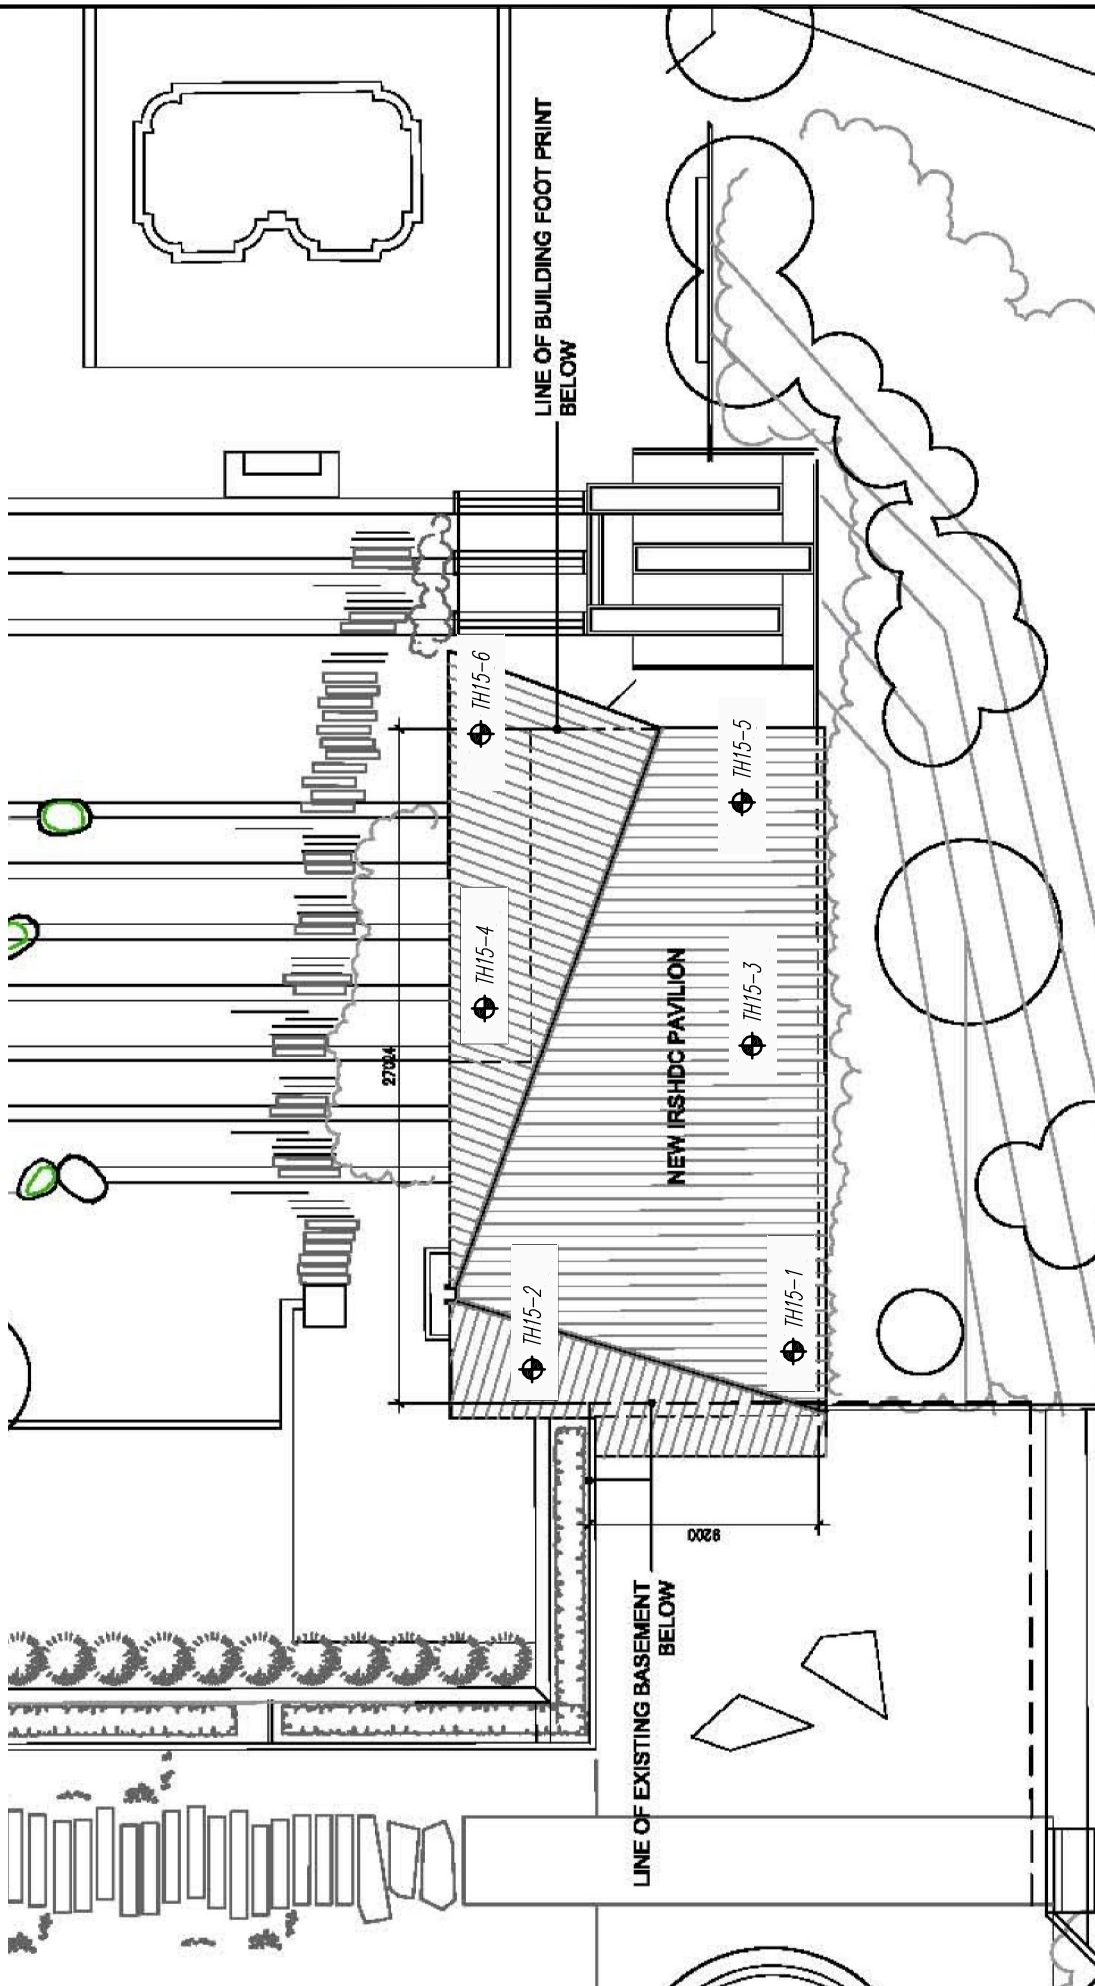 LINE OF BUILDING FOOT PRINT
BELOW
TH15-6
TH15-5
TH15-4
TH15-3
27024
NEW IRSHDC PAVILION
TH15-2
TH15-1
9200
LINE OF EXISTING BASEMENT
BELOW